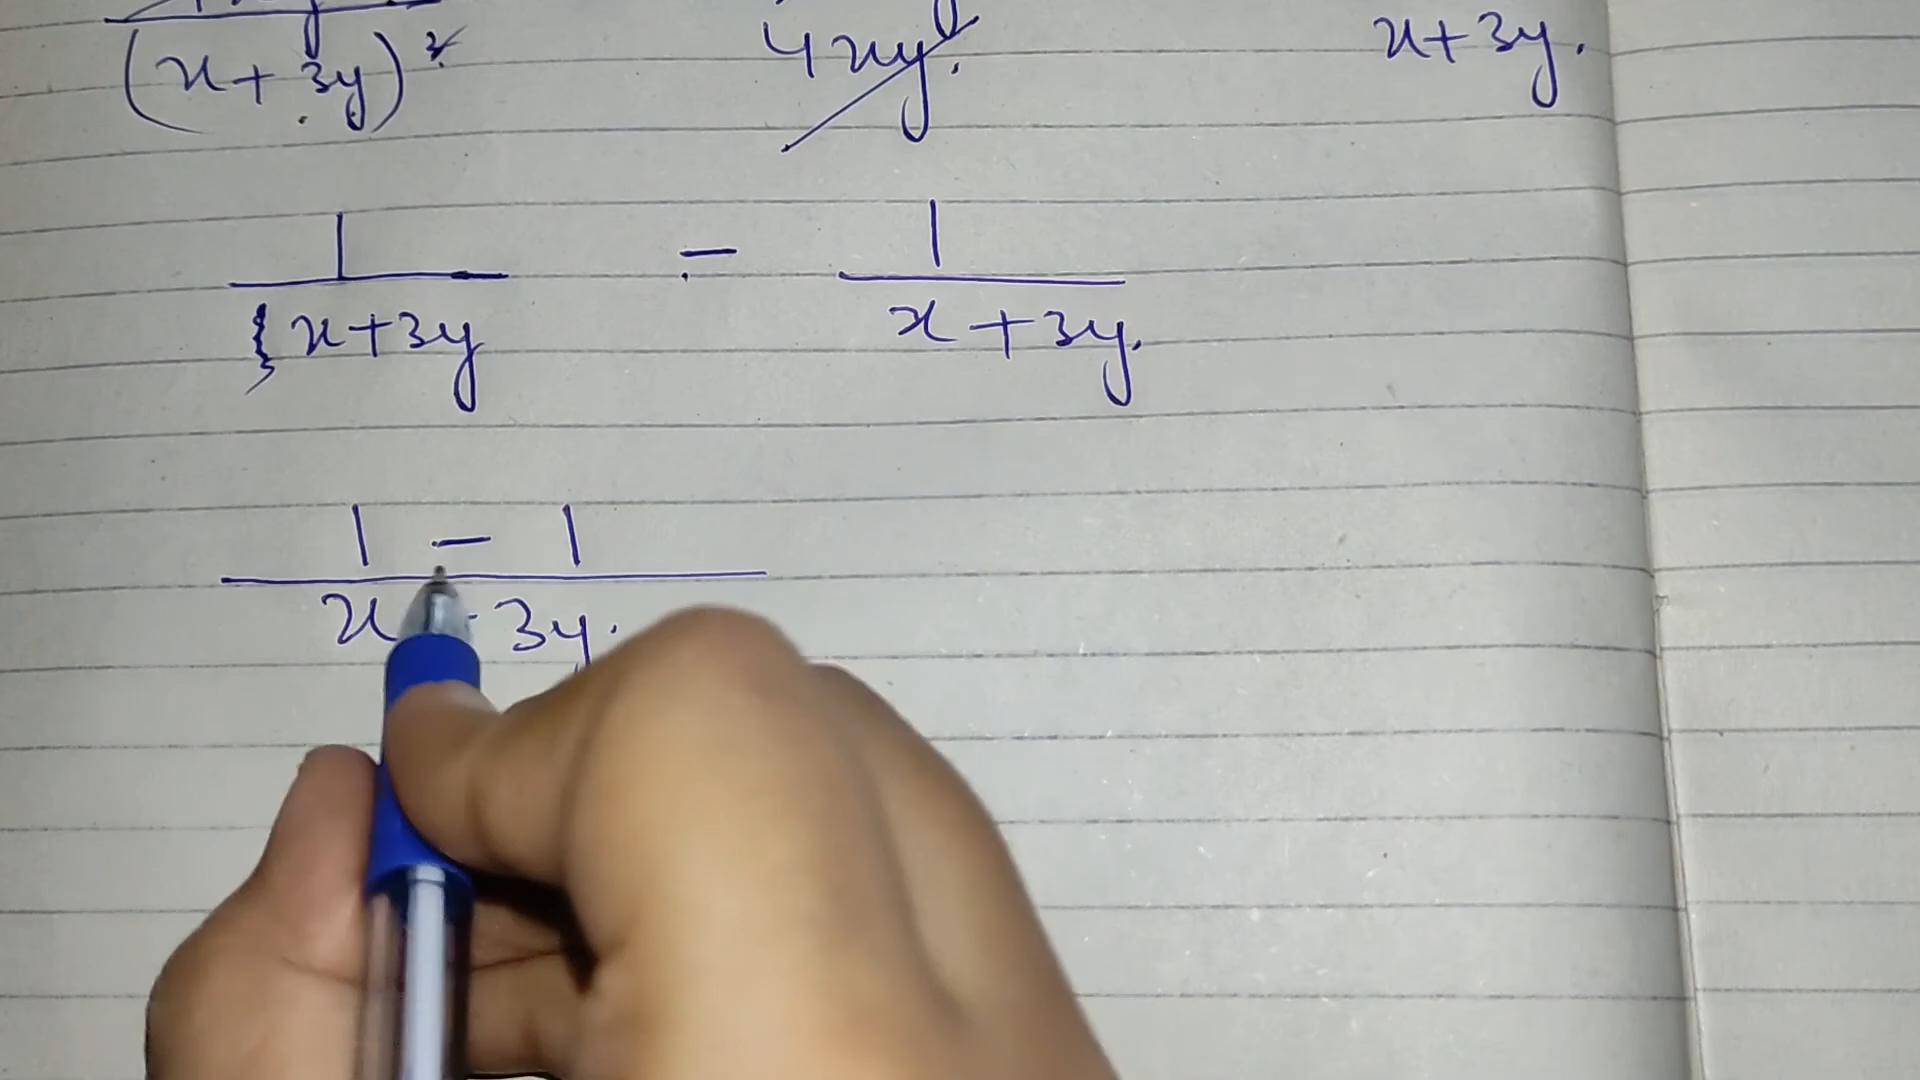 (x + 3y)² 4xy. x+3y.
1 - 1
x+3y x+3y.
1 - 1
x 3y.